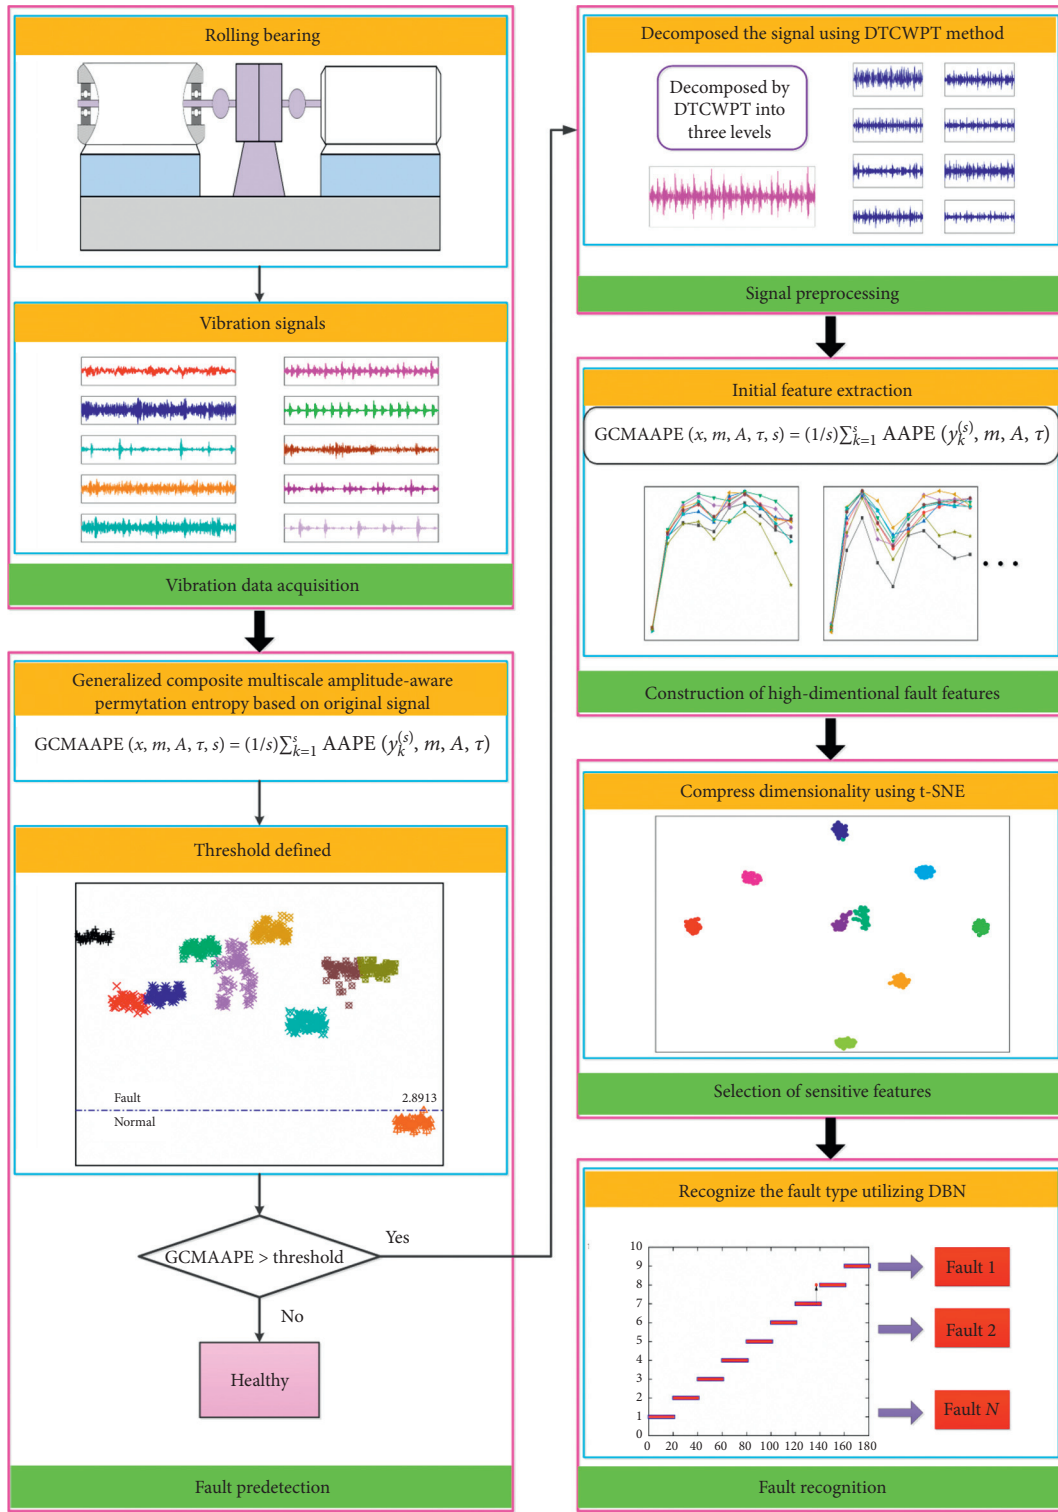 Rolling bearing
Vibration signals
Vibration data acquisition
Generalized composite multiscale amplitude-aware
permytation entropy based on original signal
GCMAAPE (x, m, A, τ, s) = (1/s)∑_{k=1}^{s} AAPE (y_k^{(s)}, m, A, τ)
Threshold defined
Fault 2.8913
Normal
GCMAAPE > threshold
Yes
No
Healthy
Fault predetection
Decomposed the signal using DTCWPT method
Decomposed by
DTCWPT into
three levels
Signal preprocessing
Initial feature extraction
GCMAAPE (x, m, A, τ, s) = (1/s)∑_{k=1}^{s} AAPE (y_k^{(s)}, m, A, τ)
• • •
Construction of high-dimentional fault features
Compress dimensionality using t-SNE
Selection of sensitive features
Recognize the fault type utilizing DBN
10
9
8
7
6
5
4
3
2
1
0
0 20 40 60 80 100 120 140 160 180
Fault 1
Fault 2
Fault N
Fault recognition